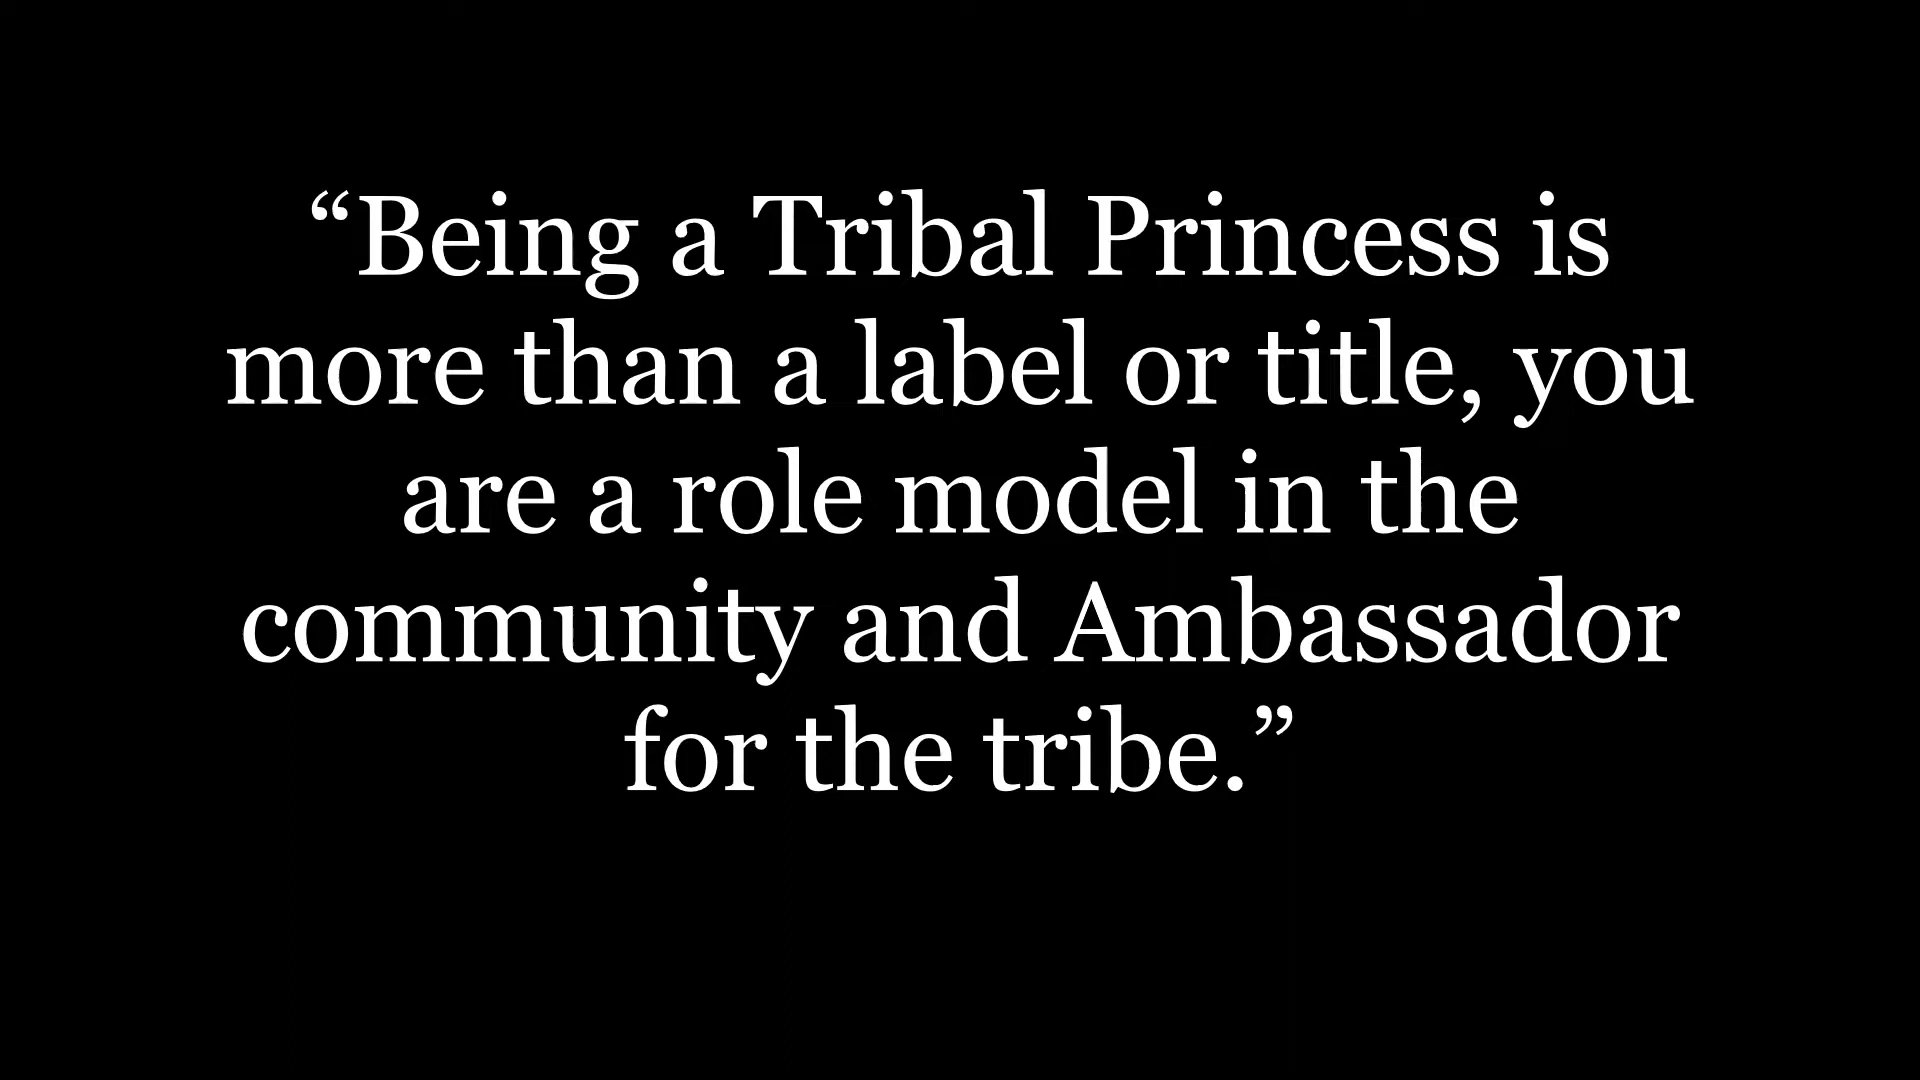 “Being a Tribal Princess is
more than a label or title, you
are a role model in the
community and Ambassador
for the tribe.”